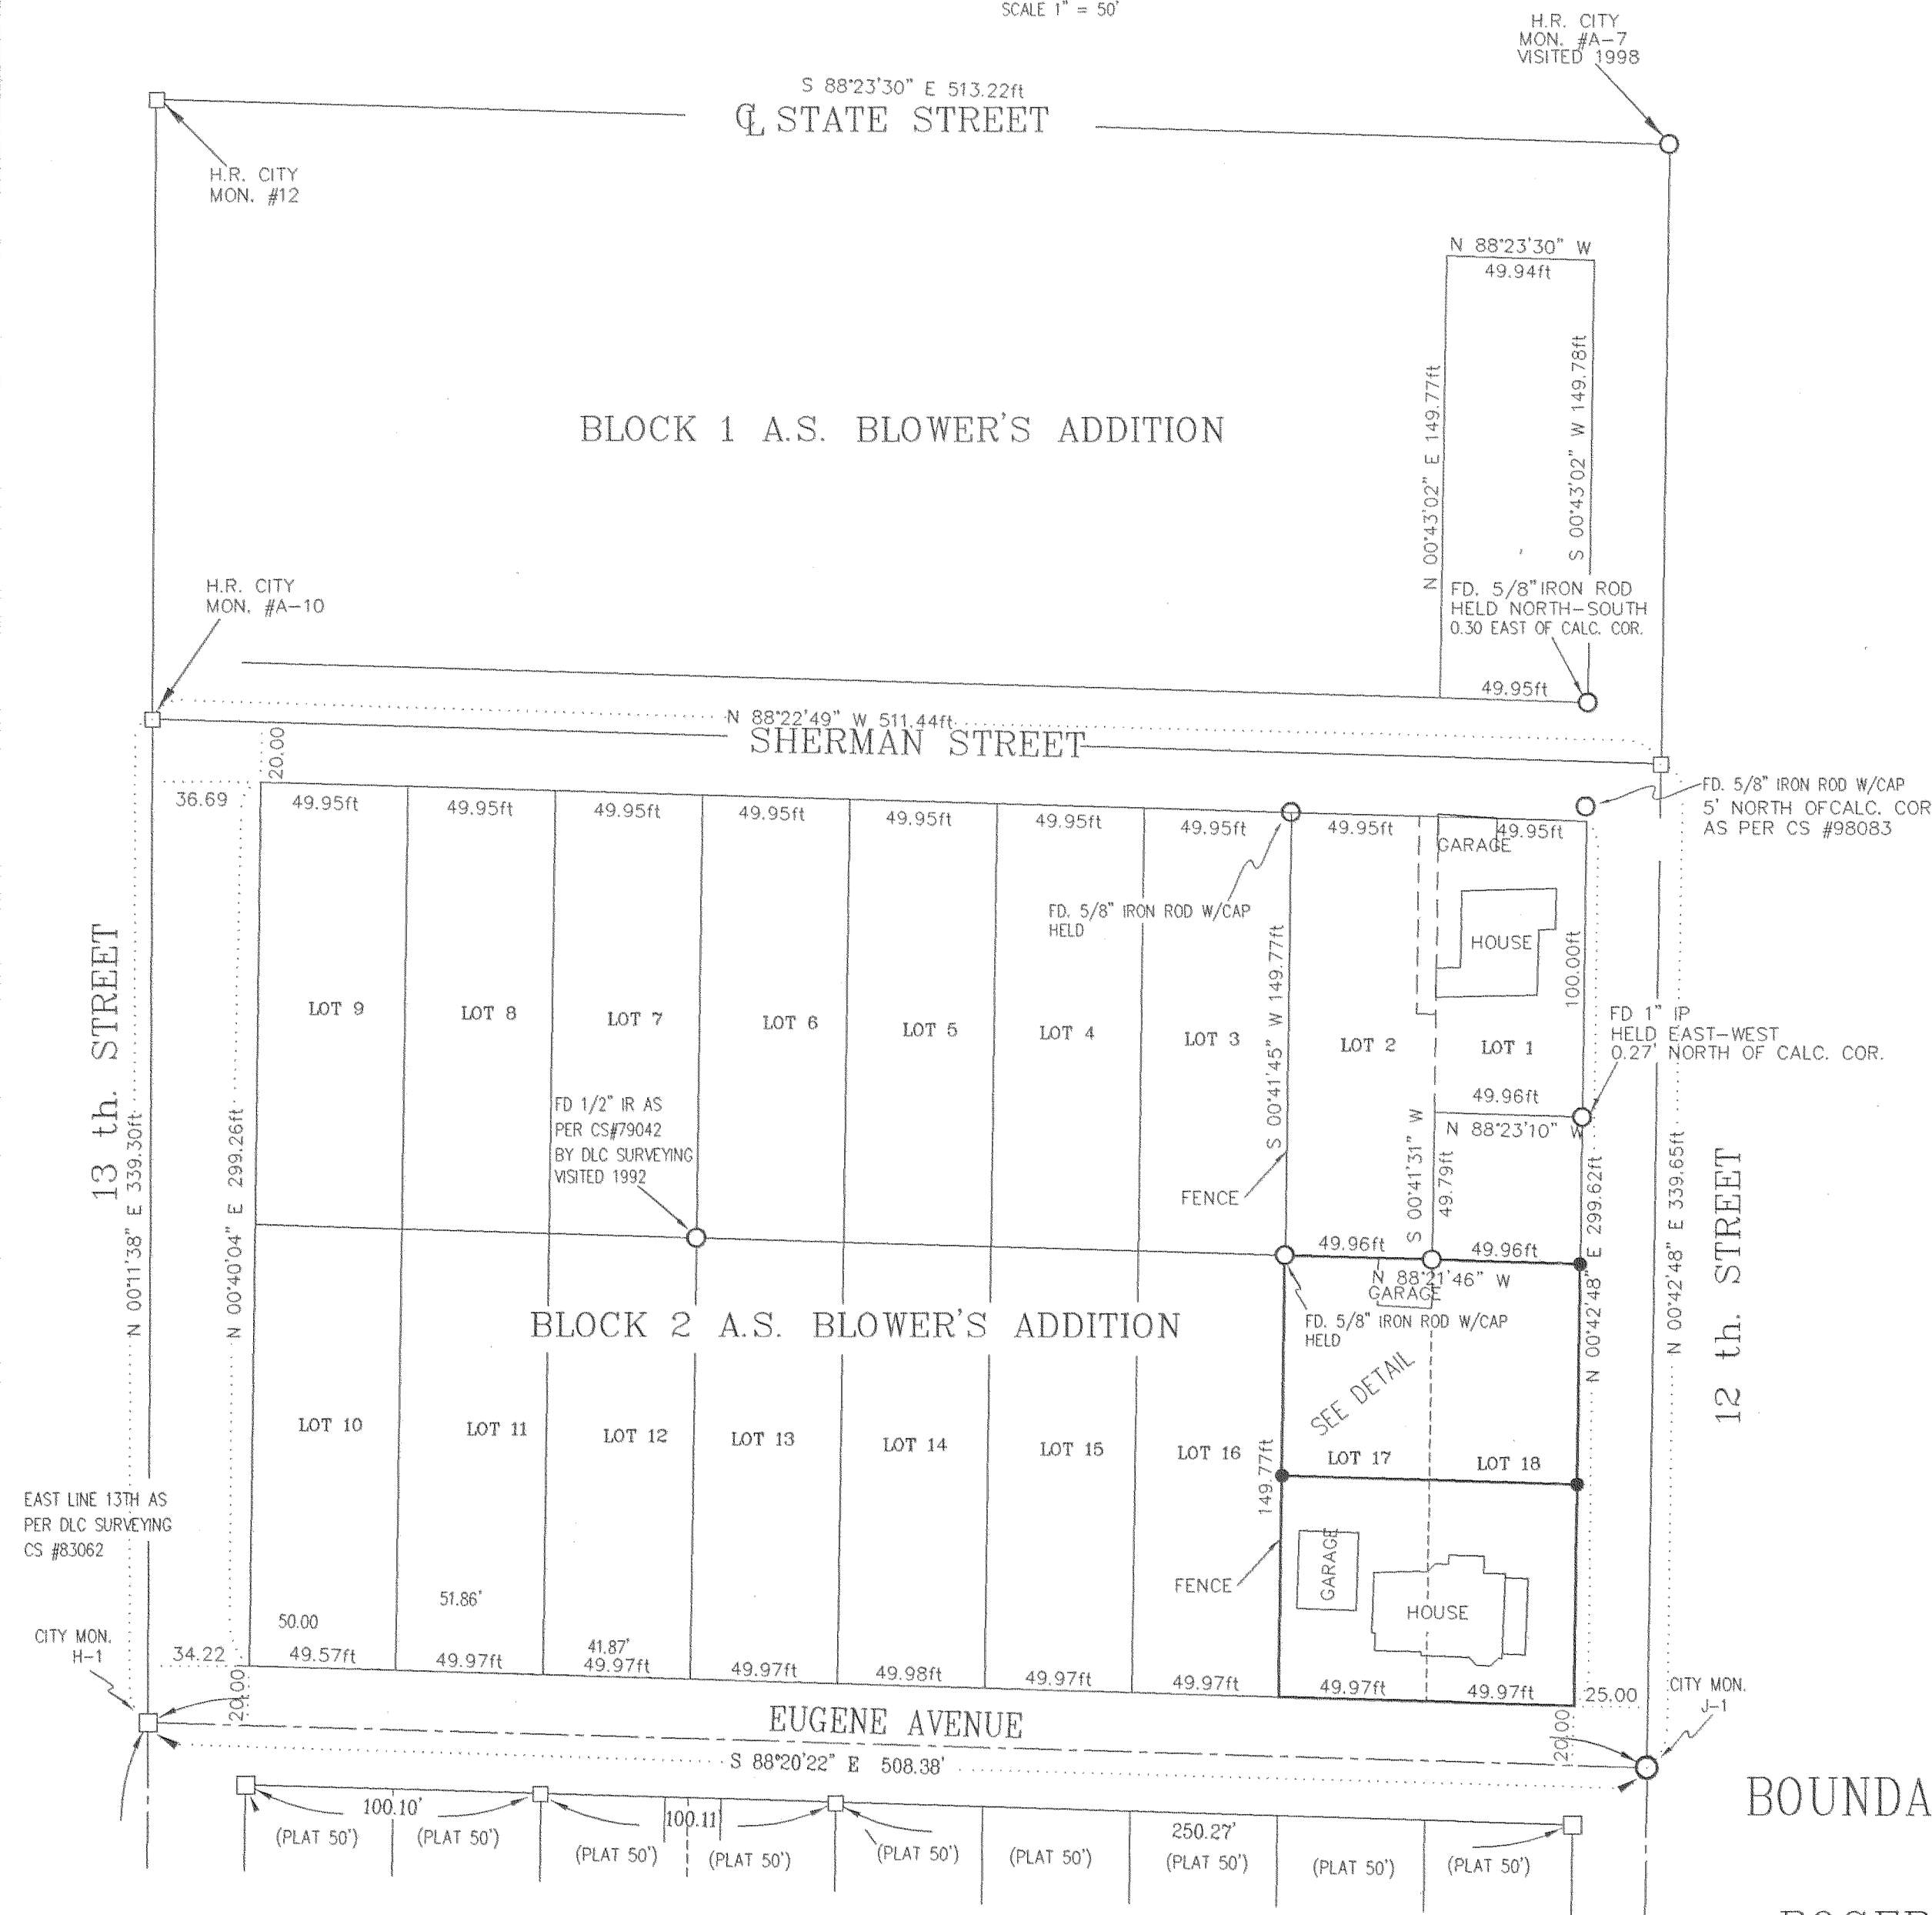 SCALE 1" = 50'
H.R. CITY
MON. #A-7
VISITED 1998
S 88°23'30" E 513.22ft
℄ STATE STREET
H.R. CITY
MON. #12
N 88°23'30" W
49.94ft
N 00°43'02" E 149.77ft
S 00°43'02" W 149.78ft
BLOCK 1 A.S. BLOWER'S ADDITION
H.R. CITY
MON. #A-10
FD. 5/8" IRON ROD
HELD NORTH-SOUTH
0.30 EAST OF CALC. COR.
49.95ft
N 88°22'49" W 511.44ft
SHERMAN STREET
20.00
36.69
49.95ft
49.95ft
49.95ft
49.95ft
49.95ft
49.95ft
49.95ft
49.95ft
49.95ft
GARAGE
FD. 5/8" IRON ROD W/CAP
5' NORTH OF CALC. COR
AS PER CS #98083
FD. 5/8" IRON ROD W/CAP
HELD
HOUSE
100.00ft
S 00°41'45" W 149.77ft
13 th. STREET
LOT 9
LOT 8
LOT 7
LOT 6
LOT 5
LOT 4
LOT 3
LOT 2
LOT 1
FD 1" IP
HELD EAST-WEST
0.27' NORTH OF CALC. COR.
49.96ft
N 88°23'10" W
FD 1/2" IR AS
PER CS#79042
BY DLC SURVEYING
VISITED 1992
N 00°11'38" E 339.30ft
N 00°40'04" E 299.26ft
FENCE
S 00°41'31" W
49.79ft
N 00°42'48" E 299.62ft
N 00°42'48" E 339.65ft
12 th. STREET
49.96ft
49.96ft
N 88°21'46" W
GARAGE
FD. 5/8" IRON ROD W/CAP
HELD
BLOCK 2 A.S. BLOWER'S ADDITION
SEE DETAIL
LOT 10
LOT 11
LOT 12
LOT 13
LOT 14
LOT 15
LOT 16
LOT 17
LOT 18
149.77ft
EAST LINE 13TH AS
PER DLC SURVEYING
CS #83062
GARAGE
FENCE
HOUSE
50.00
51.86'
41.87'
CITY MON.
H-1
34.22
49.57ft
49.97ft
49.97ft
49.97ft
49.98ft
49.97ft
49.97ft
49.97ft
49.97ft
25.00
CITY MON.
J-1
20.00
20.00
EUGENE AVENUE
S 88°20'22" E 508.38'
BOUNDA
100.10'
100.11
250.27'
(PLAT 50')
(PLAT 50')
(PLAT 50')
(PLAT 50')
(PLAT 50')
(PLAT 50')
(PLAT 50')
(PLAT 50')
(PLAT 50')